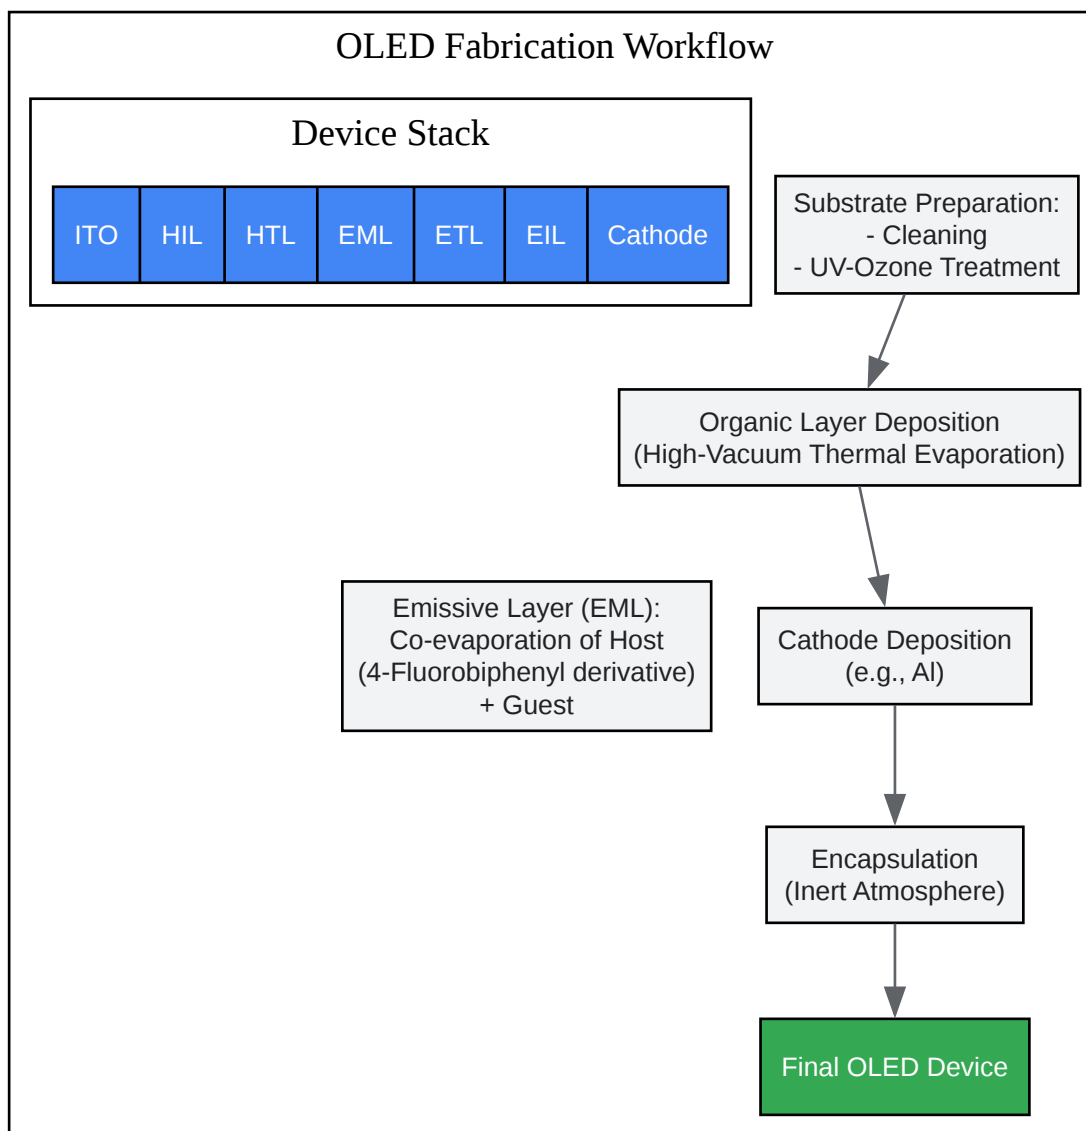 OLED Fabrication Workflow
Device Stack
ITO HIL HTL EML ETL EIL Cathode
Substrate Preparation:
- Cleaning
- UV-Ozone Treatment
Organic Layer Deposition
(High-Vacuum Thermal Evaporation)
Emissive Layer (EML):
Co-evaporation of Host
(4-Fluorobiphenyl derivative)
+ Guest
Cathode Deposition
(e.g., Al)
Encapsulation
(Inert Atmosphere)
Final OLED Device